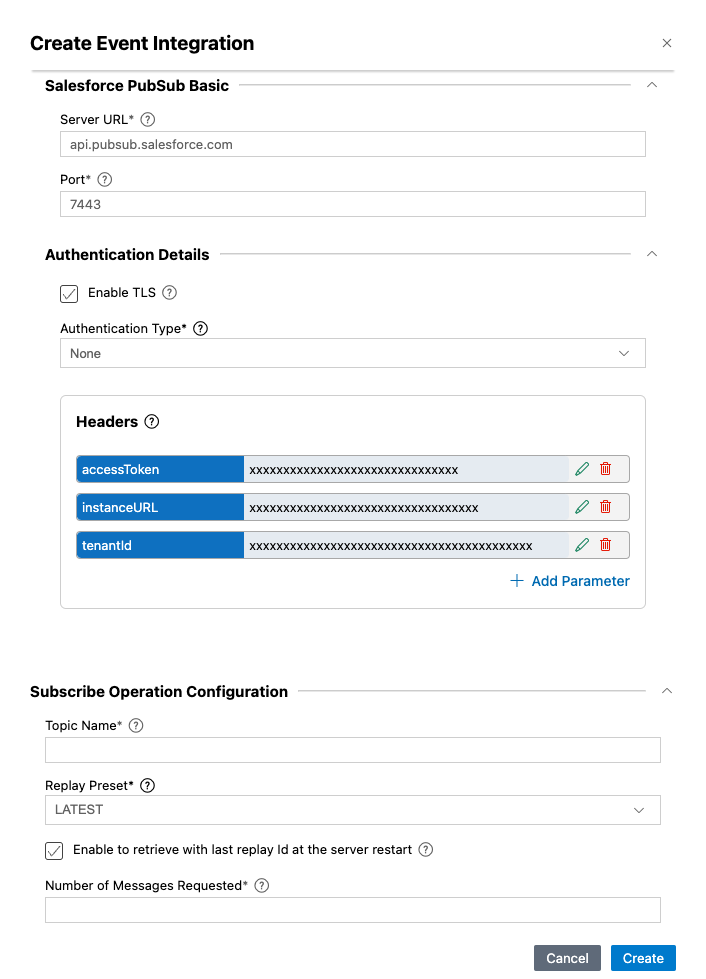 Create Event Integration
Salesforce PubSub Basic
Server URL*
api.pubsub.salesforce.com
Port*
7443
Authentication Details
Enable TLS
Authentication Type*
None
Headers
accessToken xxxxxxxxxxxxxxxxxxxxxxxxxxxxxxx
instanceURL xxxxxxxxxxxxxxxxxxxxxxxxxxxxxxxxxx
tenantId xxxxxxxxxxxxxxxxxxxxxxxxxxxxxxxxxxxxxxxxxx
+ Add Parameter
Subscribe Operation Configuration
Topic Name*
Replay Preset*
LATEST
Enable to retrieve with last replay Id at the server restart
Number of Messages Requested*
Cancel Create